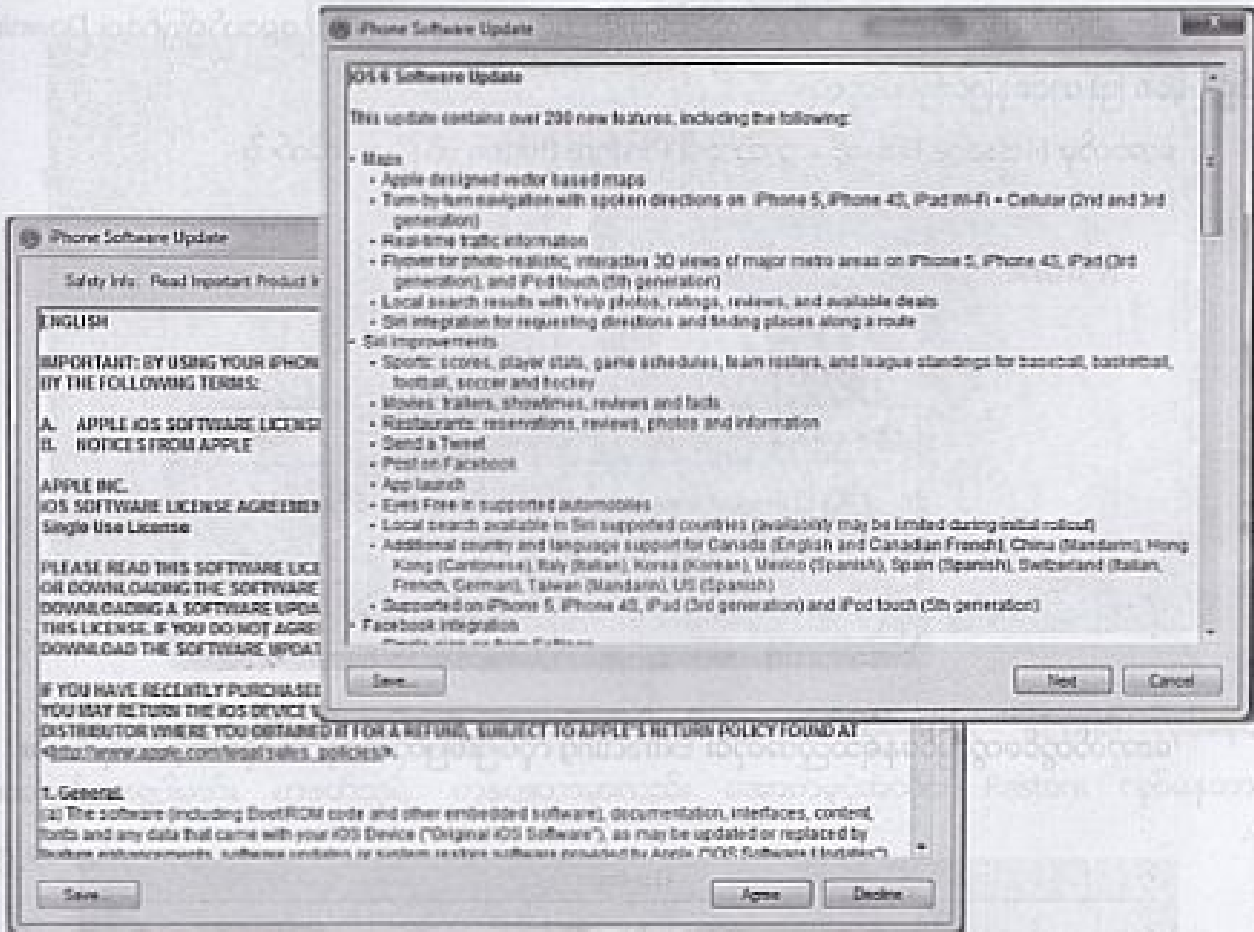 iPhone Software Update
iOS 6 Software Update
This update contains over 200 new features, including the following:
• Maps
• Apple designed vector based maps
• Turn-by-turn navigation with spoken directions on iPhone 5, iPhone 4S, iPad Wi-Fi + Cellular (2nd and 3rd
generation)
• Real-time traffic information
• Flyover for photo-realistic, interactive 3D views of major metro areas on iPhone 5, iPhone 4S, iPad (3rd
generation), and iPod touch (5th generation)
• Local search results with Yelp photos, ratings, reviews, and available deals
• Siri integration for requesting directions and finding places along a route
• Siri improvements
• Sports: scores, player stats, game schedules, team rosters, and league standings for baseball, basketball,
football, soccer and hockey
• Movies: trailers, showtimes, reviews and facts
• Restaurants: reservations, reviews, photos and information
• Send a Tweet
• Post on Facebook
• App launch
• Eyes Free in supported automobiles
• Local search available in Siri supported countries (availability may be limited during initial rollout)
• Additional country and language support for Canada (English and Canadian French), China (Mandarin), Hong
Kong (Cantonese), Italy (Italian), Korea (Korean), Mexico (Spanish), Spain (Spanish), Switzerland (Italian,
French, German), Taiwan (Mandarin), US (Spanish)
• Supported on iPhone 5, iPhone 4S, iPad (3rd generation) and iPod touch (5th generation)
• Facebook integration
Save...
Next
Cancel
iPhone Software Update
Safety Info: Read Important Product
ENGLISH
IMPORTANT: BY USING YOUR IPHON
BY THE FOLLOWING TERMS:
A. APPLE iOS SOFTWARE LICENS
B. NOTICES FROM APPLE
APPLE INC.
iOS SOFTWARE LICENSE AGREEMEN
Single Use License
PLEASE READ THIS SOFTWARE LICE
OR DOWNLOADING THE SOFTWARE
DOWNLOADING A SOFTWARE UPDA
THIS LICENSE. IF YOU DO NOT AGRE
DOWNLOAD THE SOFTWARE UPDAT
IF YOU HAVE RECENTLY PURCHASED
YOU MAY RETURN THE iOS DEVICE
DISTRIBUTOR WHERE YOU OBTAINED IT FOR A REFUND, SUBJECT TO APPLE'S RETURN POLICY FOUND AT
<http://www.apple.com/legal/sales_policies/>.
1. General.
(a) The software (including BootROM code and other embedded software), documentation, interfaces, content,
fonts and any data that came with your iOS Device ("Original iOS Software"), as may be updated or replaced by
feature enhancements, software updates or system restore software provided by Apple ("iOS Software Updates")
Save...
Agree
Decline